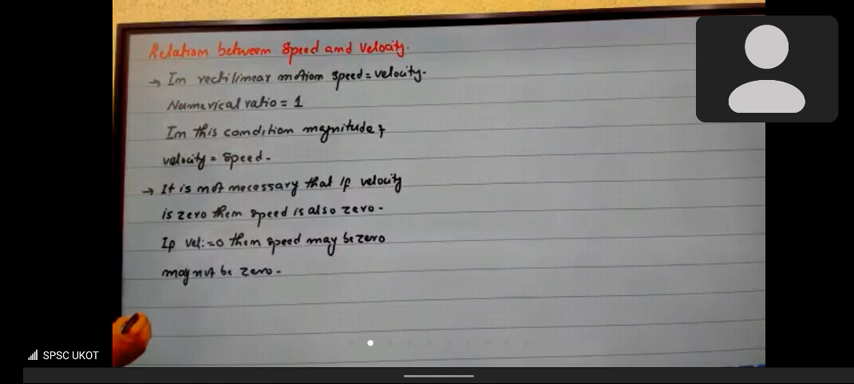 Relation between Speed and Velocity.
→ In rectilinear motion speed = velocity.
Numerical ratio = 1
In this condition magnitude of
velocity = speed.
→ It is not necessary that if velocity
is zero then speed is also zero.
If vel: = 0 then speed may be zero
may not be zero.
SPSC UKOT